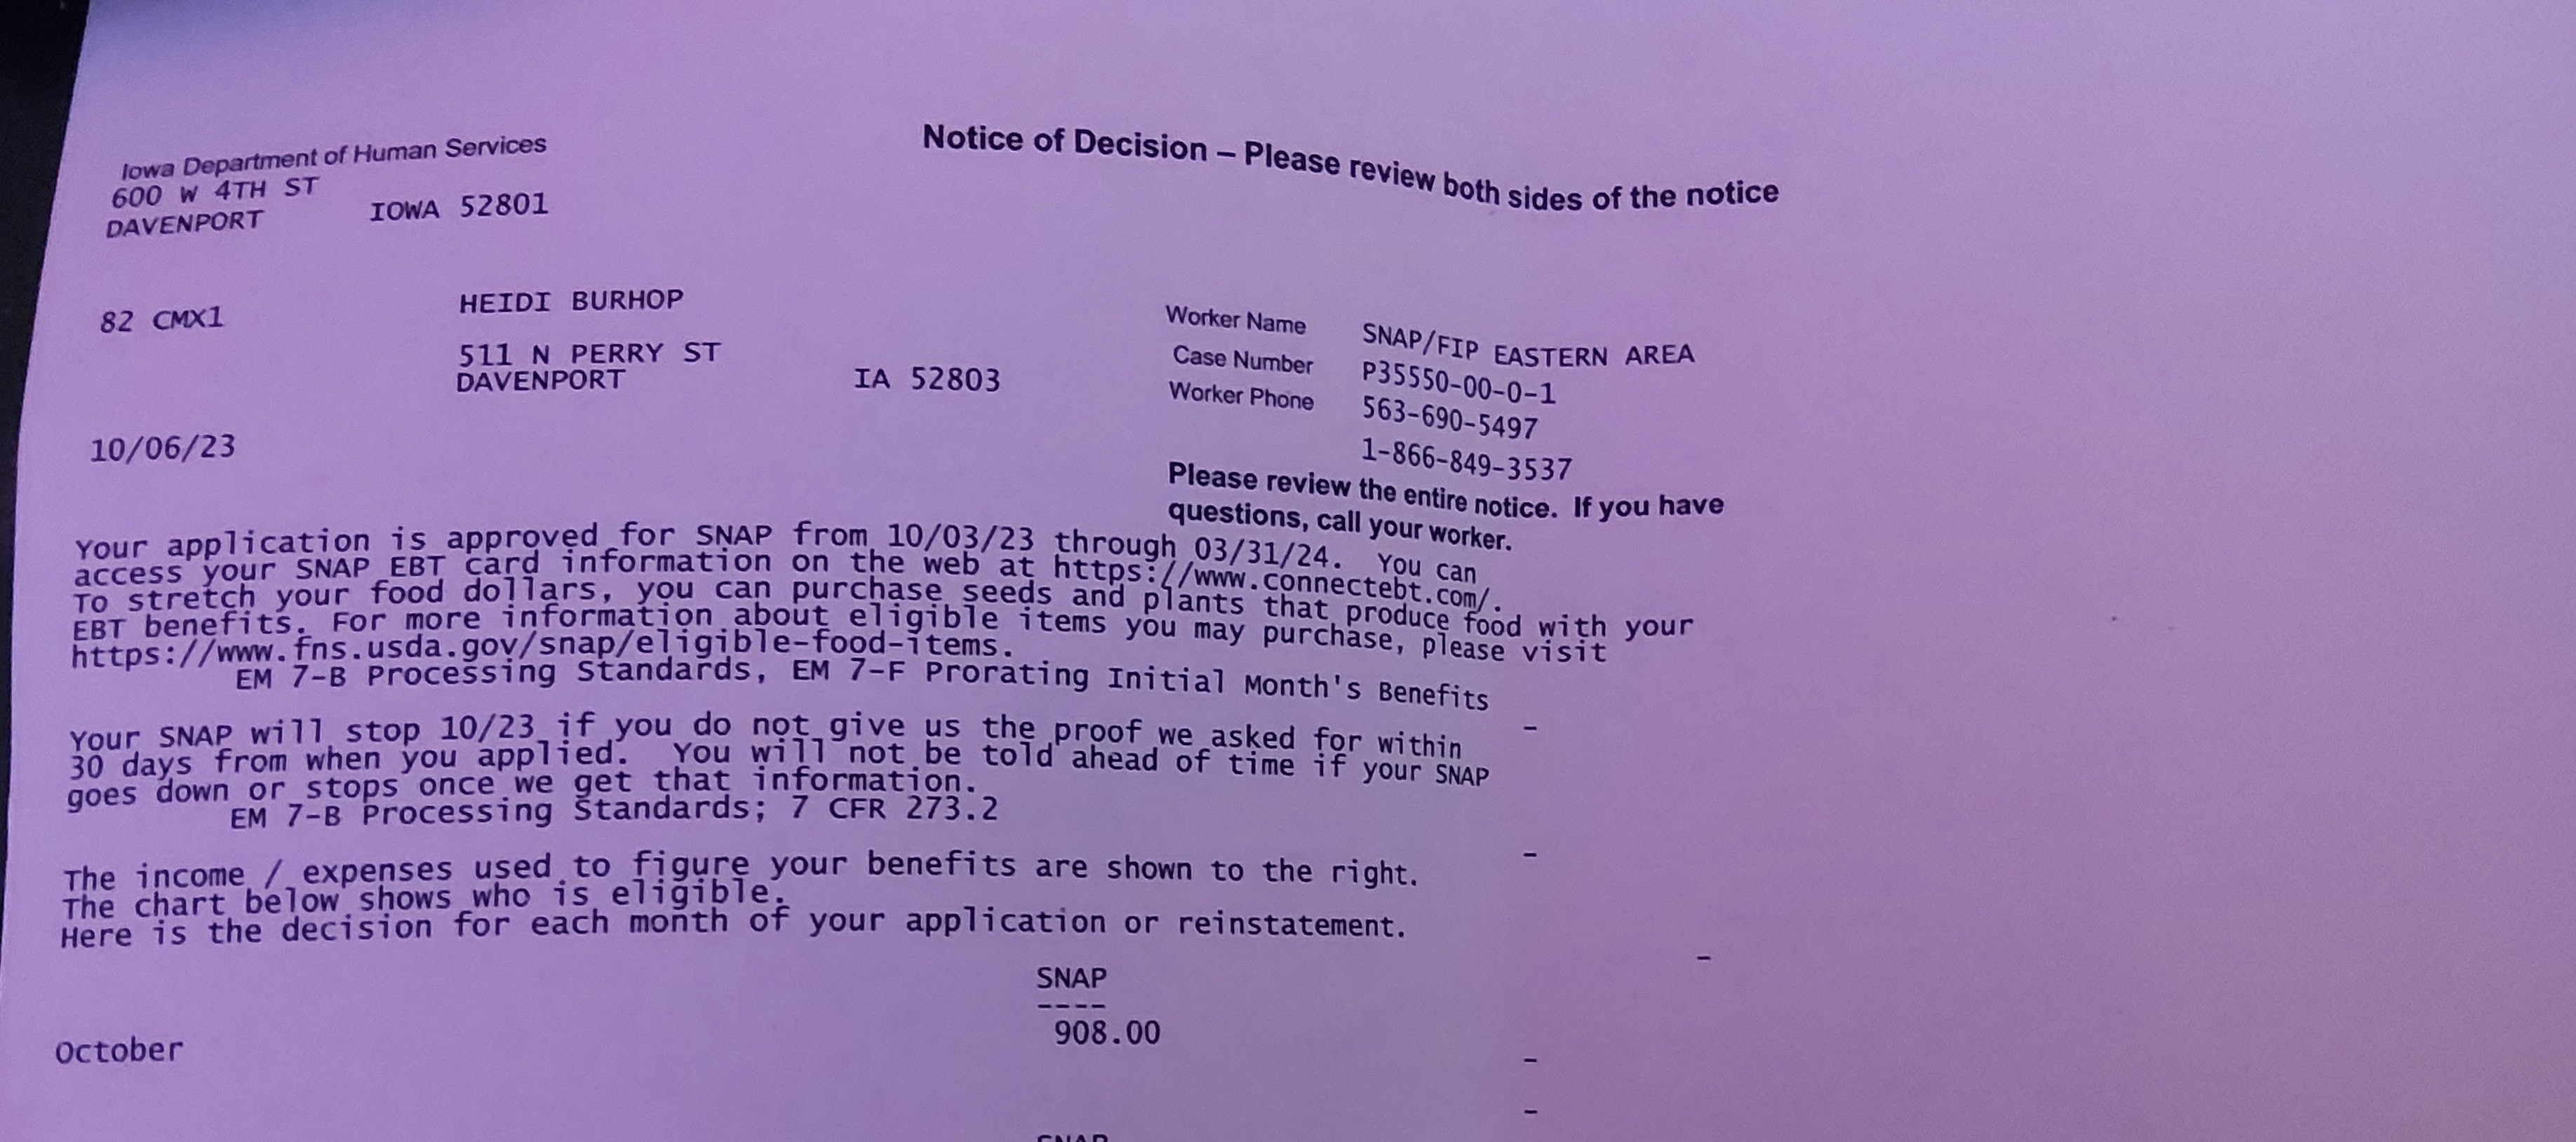 Iowa Department of Human Services
600 W 4TH ST
DAVENPORT IOWA 52801
Notice of Decision – Please review both sides of the notice
82 CMX1
HEIDI BURHOP
511 N PERRY ST
DAVENPORT IA 52803
10/06/23
Worker Name SNAP/FIP EASTERN AREA
Case Number P35550-00-0-1
Worker Phone 563-690-5497
1-866-849-3537
Please review the entire notice. If you have
questions, call your worker.
Your application is approved for SNAP from 10/03/23 through 03/31/24. You can
access your SNAP EBT card information on the web at https://www.connectebt.com/.
To stretch your food dollars, you can purchase seeds and plants that produce food with your
EBT benefits. For more information about eligible items you may purchase, please visit
https://www.fns.usda.gov/snap/eligible-food-items.
EM 7-B Processing Standards, EM 7-F Prorating Initial Month's Benefits
Your SNAP will stop 10/23 if you do not give us the proof we asked for within
30 days from when you applied. You will not be told ahead of time if your SNAP
goes down or stops once we get that information.
EM 7-B Processing Standards; 7 CFR 273.2
The income / expenses used to figure your benefits are shown to the right.
The chart below shows who is eligible.
Here is the decision for each month of your application or reinstatement.
SNAP
----
908.00
October